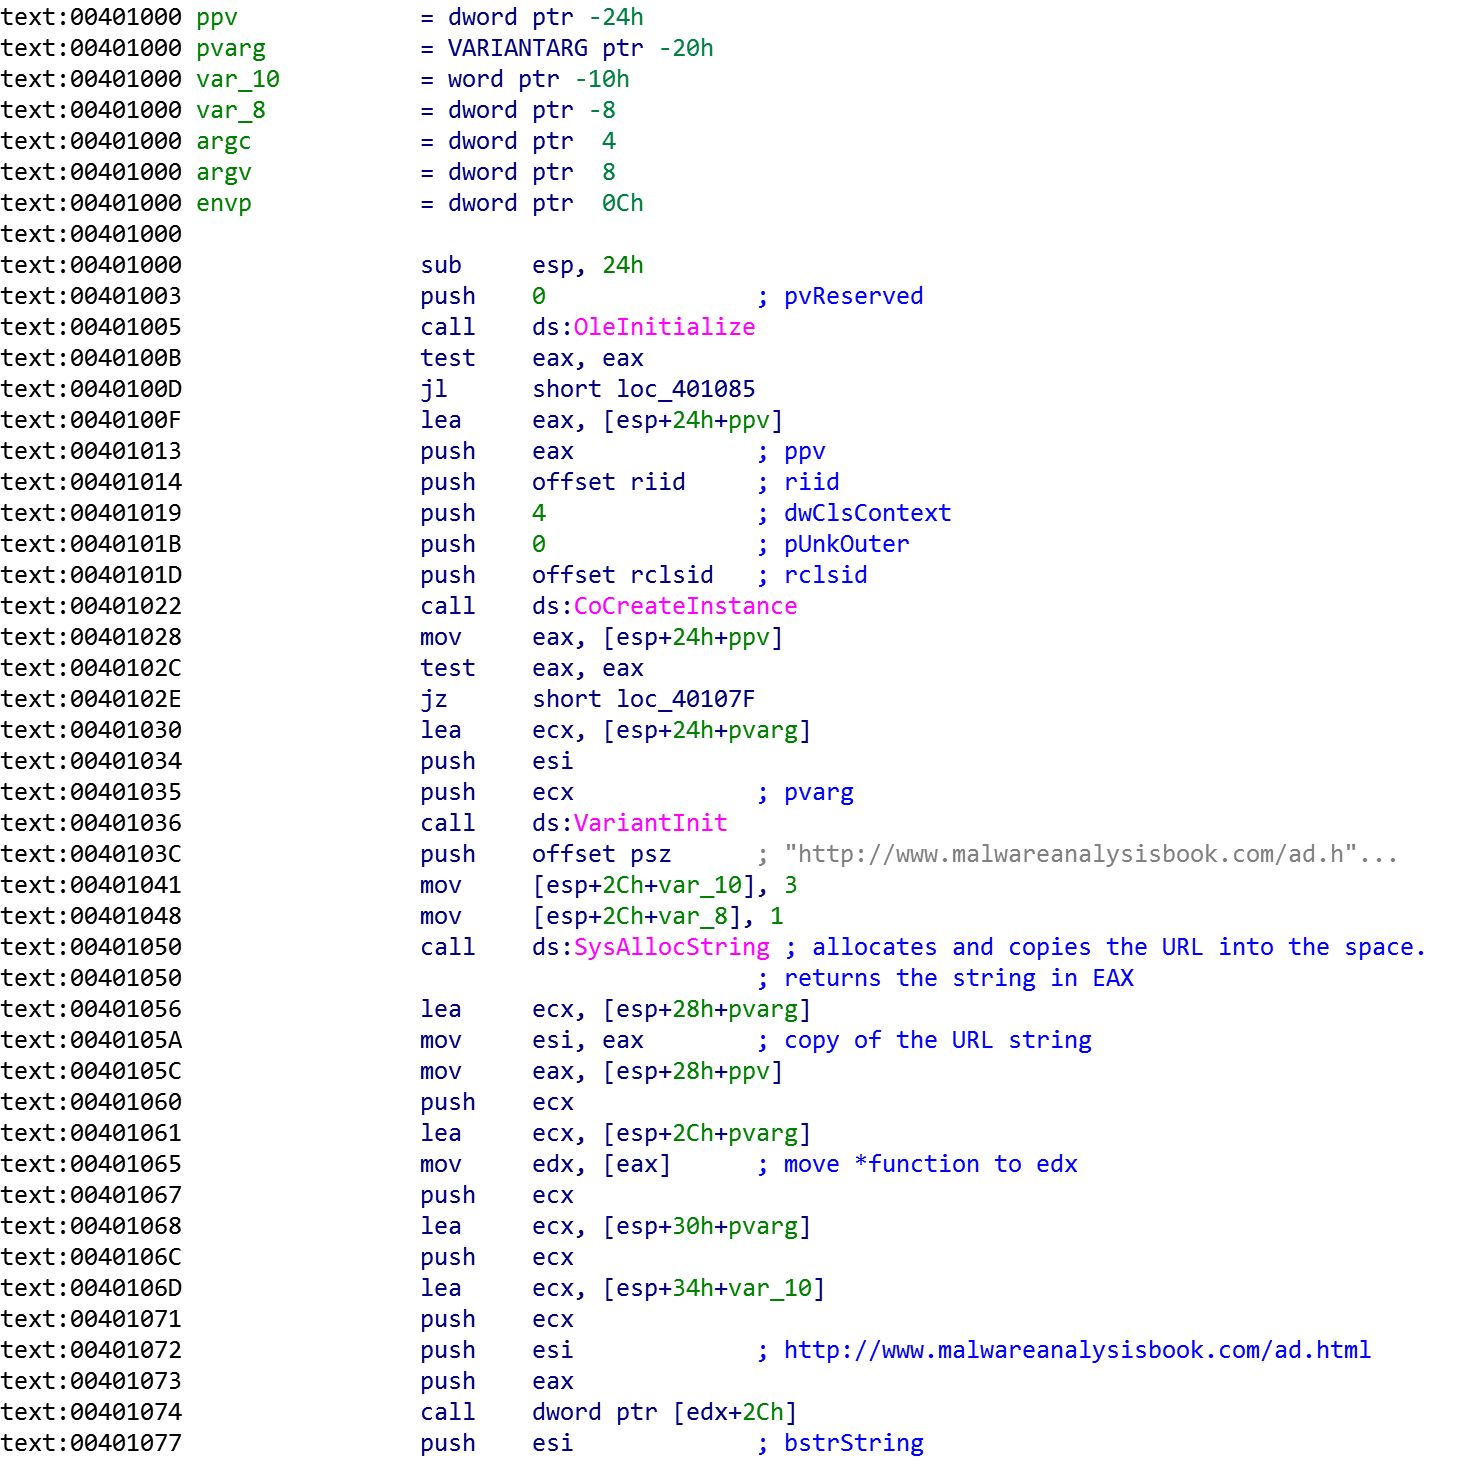 text:00401000 ppv = dword ptr -24h
text:00401000 pvarg = VARIANTARG ptr -20h
text:00401000 var_10 = word ptr -10h
text:00401000 var_8 = dword ptr -8
text:00401000 argc = dword ptr 4
text:00401000 argv = dword ptr 8
text:00401000 envp = dword ptr 0Ch
text:00401000
text:00401000 sub esp, 24h
text:00401003 push 0 ; pvReserved
text:00401005 call ds:OleInitialize
text:0040100B test eax, eax
text:0040100D jl short loc_401085
text:0040100F lea eax, [esp+24h+ppv]
text:00401013 push eax ; ppv
text:00401014 push offset riid ; riid
text:00401019 push 4 ; dwClsContext
text:0040101B push 0 ; pUnkOuter
text:0040101D push offset rclsid ; rclsid
text:00401022 call ds:CoCreateInstance
text:00401028 mov eax, [esp+24h+ppv]
text:0040102C test eax, eax
text:0040102E jz short loc_40107F
text:00401030 lea ecx, [esp+24h+pvarg]
text:00401034 push esi
text:00401035 push ecx ; pvarg
text:00401036 call ds:VariantInit
text:0040103C push offset psz ; "http://www.malwareanalysisbook.com/ad.h"...
text:00401041 mov [esp+2Ch+var_10], 3
text:00401048 mov [esp+2Ch+var_8], 1
text:00401050 call ds:SysAllocString ; allocates and copies the URL into the space.
text:00401050 ; returns the string in EAX
text:00401056 lea ecx, [esp+28h+pvarg]
text:0040105A mov esi, eax ; copy of the URL string
text:0040105C mov eax, [esp+28h+ppv]
text:00401060 push ecx
text:00401061 lea ecx, [esp+2Ch+pvarg]
text:00401065 mov edx, [eax] ; move *function to edx
text:00401067 push ecx
text:00401068 lea ecx, [esp+30h+pvarg]
text:0040106C push ecx
text:0040106D lea ecx, [esp+34h+var_10]
text:00401071 push ecx
text:00401072 push esi ; http://www.malwareanalysisbook.com/ad.html
text:00401073 push eax
text:00401074 call dword ptr [edx+2Ch]
text:00401077 push esi ; bstrString